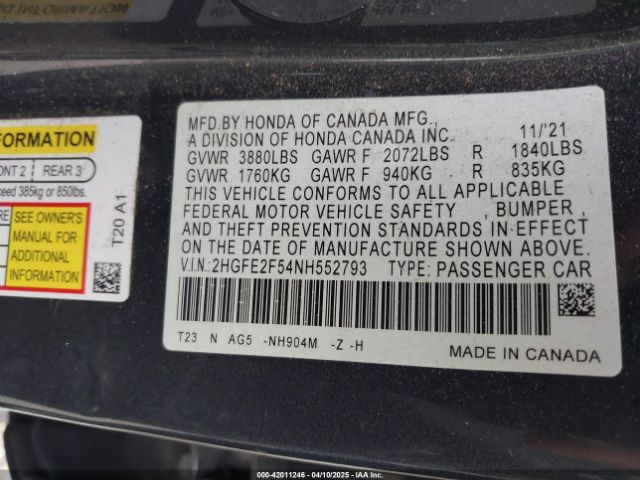 FORMATION
ONT 2 REAR 3
ceed 385kg or 850lbs.
RE
SEE OWNER'S
MANUAL FOR
ADDITIONAL
INFORMATION
T20 A1
MFD.BY HONDA OF CANADA MFG.,
A DIVISION OF HONDA CANADA INC. 11/'21
GVWR 3880LBS GAWR F 2072LBS R 1840LBS
GVWR 1760KG GAWR F 940KG R 835KG
THIS VEHICLE CONFORMS TO ALL APPLICABLE
FEDERAL MOTOR VEHICLE SAFETY , BUMPER ,
AND THEFT PREVENTION STANDARDS IN EFFECT
ON THE DATE OF MANUFACTURE SHOWN ABOVE.
V.I.N.:2HGFE2F54NH552793 TYPE: PASSENGER CAR
T23 N AG5 -NH904M -Z -H
MADE IN CANADA
© IAA - 42011246 - 04/10/2025 - IAAI.COM